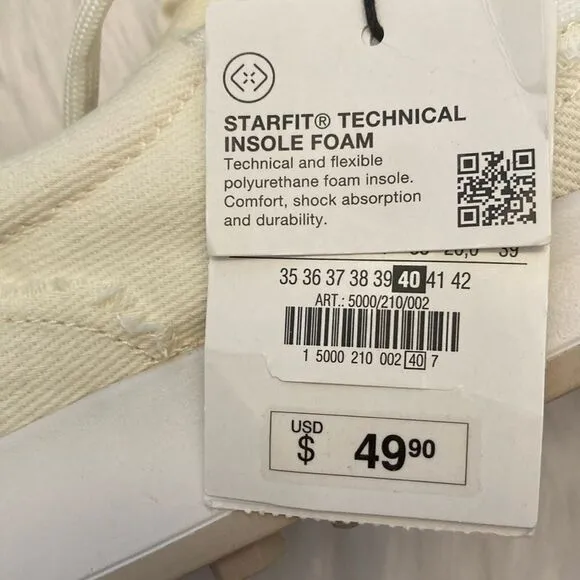 STARFIT® TECHNICAL
INSOLE FOAM
Technical and flexible
polyurethane foam insole.
Comfort, shock absorption
and durability.
39
35 36 37 38 39 40 41 42
ART.: 5000/210/002
1 5000 210 002 40 7
USD
$ 49.90